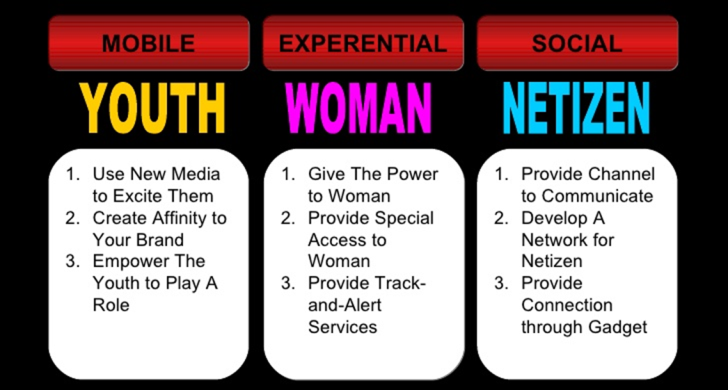 MOBILE
YOUTH
1. Use New Media
to Excite Them
2. Create Affinity to
Your Brand
3. Empower The
Youth to Play A
Role
EXPERENTIAL
WOMAN
1. Give The Power
to Woman
2. Provide Special
Access to
Woman
3. Provide Track-
and-Alert
Services
SOCIAL
NETIZEN
1. Provide Channel
to Communicate
2. Develop A
Network for
Netizen
3. Provide
Connection
through Gadget